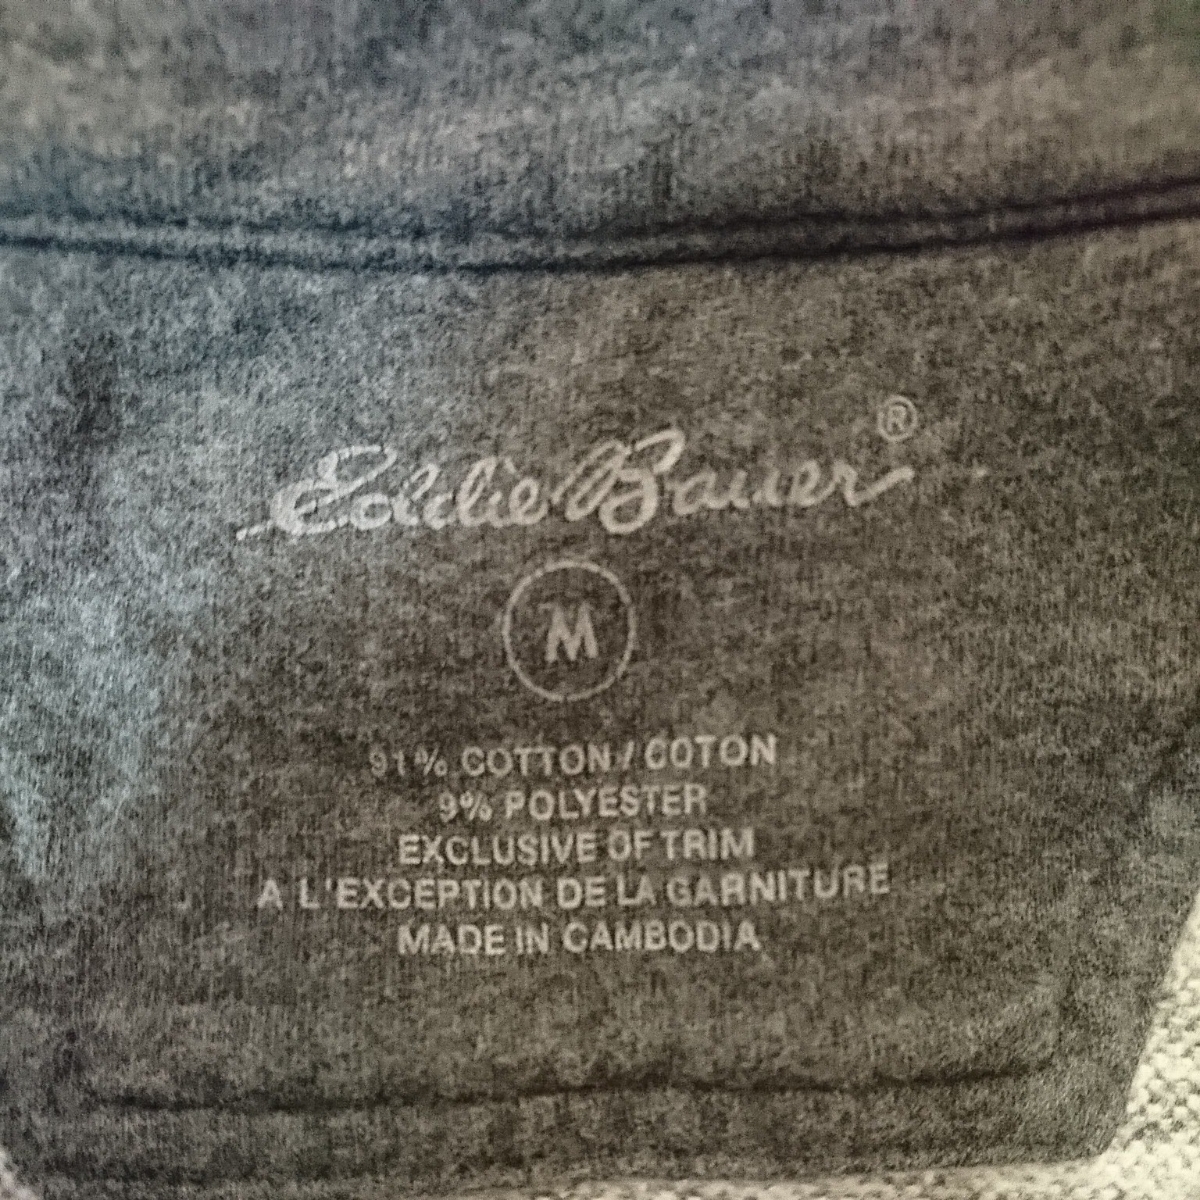 Eddie Bauer®
M
91% COTTON / COTON
9% POLYESTER
EXCLUSIVE OF TRIM
A L'EXCEPTION DE LA GARNITURE
MADE IN CAMBODIA